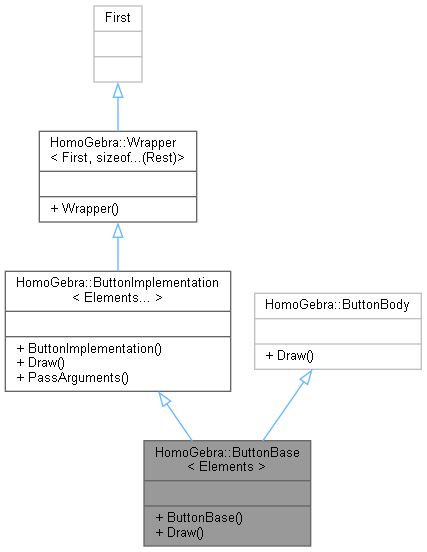 First
HomoGebra::Wrapper
< First, sizeof...(Rest)>
+ Wrapper()
HomoGebra::ButtonImplementation
< Elements... >
+ ButtonImplementation()
+ Draw()
+ PassArguments()
HomoGebra::ButtonBody
+ Draw()
HomoGebra::ButtonBase
< Elements >
+ ButtonBase()
+ Draw()